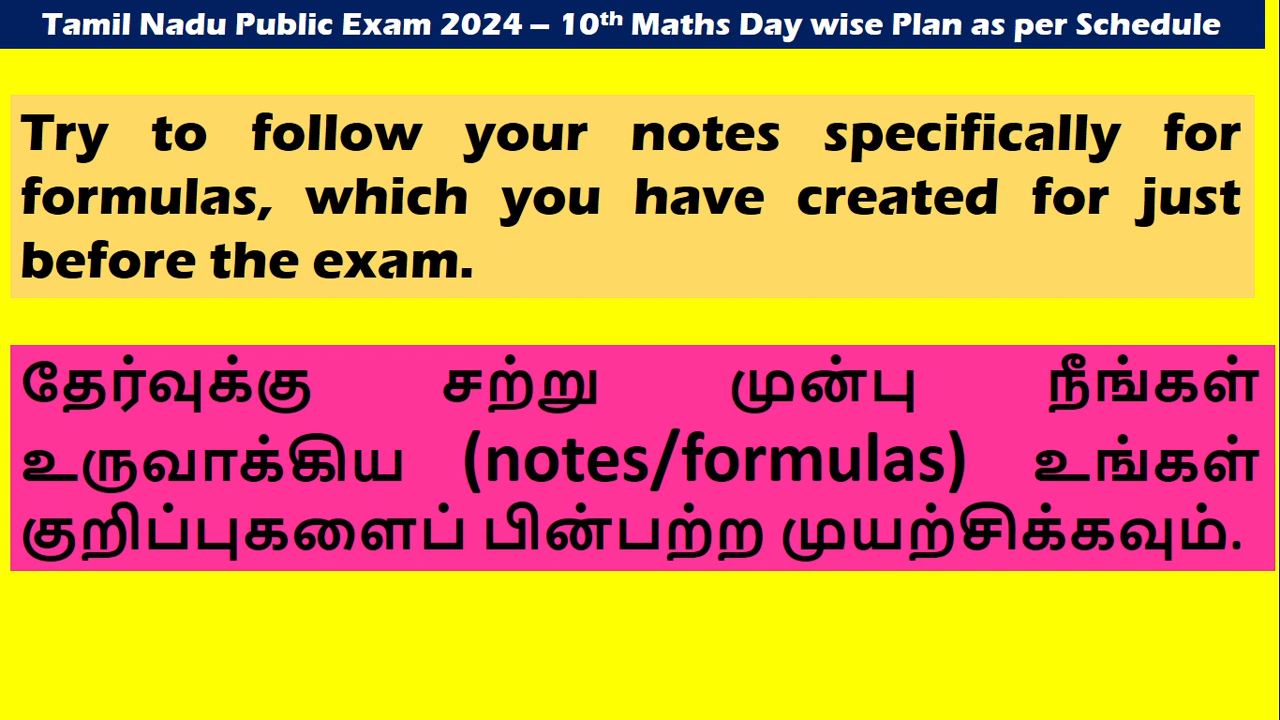 Tamil Nadu Public Exam 2024 – 10th Maths Day wise Plan as per Schedule
Try to follow your notes specifically for
formulas, which you have created for just
before the exam.
தேர்வுக்கு சற்று முன்பு நீங்கள்
உருவாக்கிய (notes/formulas) உங்கள்
குறிப்புகளைப் பின்பற்ற முயற்சிக்கவும்.